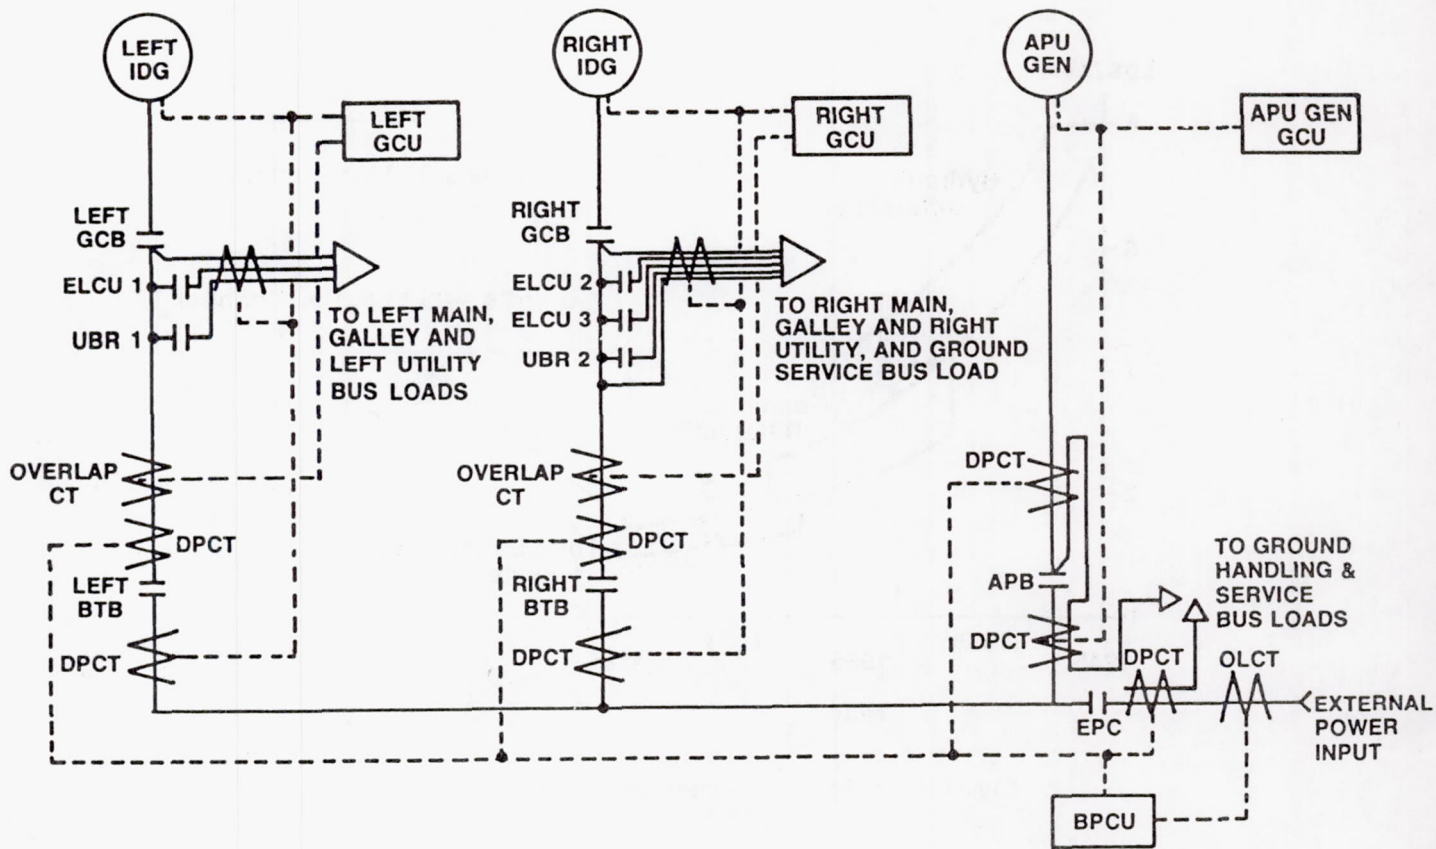 LEFT
IDG
RIGHT
IDG
APU
GEN
LEFT
GCU
RIGHT
GCU
APU GEN
GCU
LEFT
GCB
RIGHT
GCB
ELCU 1
UBR 1
ELCU 2
ELCU 3
UBR 2
TO LEFT MAIN,
GALLEY AND
LEFT UTILITY
BUS LOADS
TO RIGHT MAIN,
GALLEY AND RIGHT
UTILITY, AND GROUND
SERVICE BUS LOAD
OVERLAP
CT
OVERLAP
CT
DPCT
DPCT
DPCT
LEFT
BTB
RIGHT
BTB
APB
TO GROUND
HANDLING &
SERVICE
BUS LOADS
DPCT
DPCT
DPCT
DPCT
OLCT
EPC
EXTERNAL
POWER
INPUT
BPCU